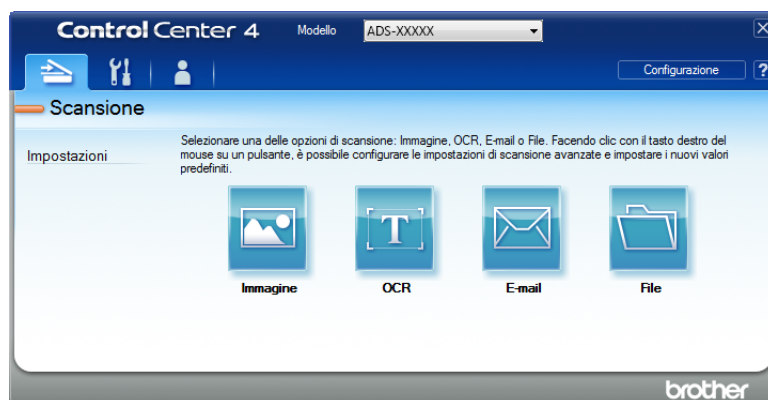 Control Center 4 Modello ADS-XXXXX
Configurazione ?
Scansione
Impostazioni
Selezionare una delle opzioni di scansione: Immagine, OCR, E-mail o File. Facendo clic con il tasto destro del
mouse su un pulsante, è possibile configurare le impostazioni di scansione avanzate e impostare i nuovi valori
predefiniti.
T
Immagine OCR E-mail File
brother